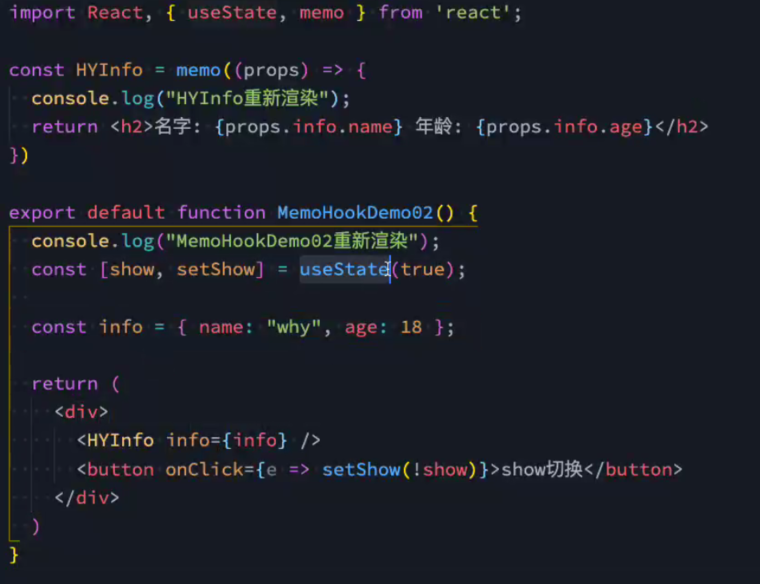 import React, { useState, memo } from 'react';
const HYInfo = memo((props) => {
console.log("HYInfo重新渲染");
return <h2>名字: {props.info.name} 年龄: {props.info.age}</h2>
})
export default function MemoHookDemo02() {
console.log("MemoHookDemo02重新渲染");
const [show, setShow] = useState(true);
const info = { name: "why", age: 18 };
return (
<div>
<HYInfo info={info} />
<button onClick={e => setShow(!show)}>show切换</button>
</div>
)
}